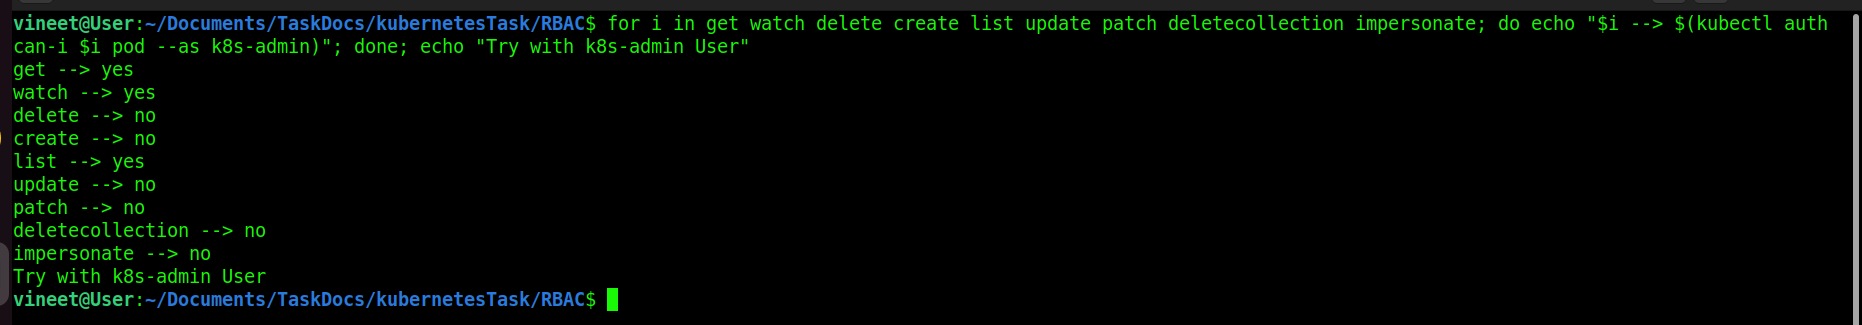 vineet@User:~/Documents/TaskDocs/kubernetesTask/RBAC$ for i in get watch delete create list update patch deletecollection impersonate; do echo "$i --> $(kubectl auth
can-i $i pod --as k8s-admin)"; done; echo "Try with k8s-admin User"
get --> yes
watch --> yes
delete --> no
create --> no
list --> yes
update --> no
patch --> no
deletecollection --> no
impersonate --> no
Try with k8s-admin User
vineet@User:~/Documents/TaskDocs/kubernetesTask/RBAC$